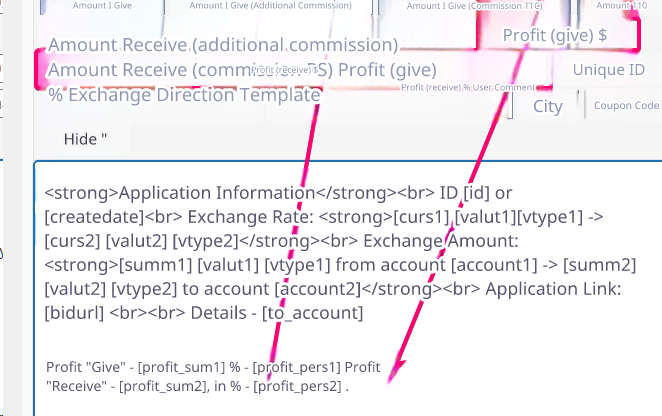 Amount I Give
Amount I Give (Additional Commission)
Amount I Give (Commission TTG)
Amount 110
Profit (give) $
Amount Receive (additional commission)
Amount Receive (comm PS) Profit (give)
Profit (receive) $
Unique ID
Profit (receive) % User Comment
% Exchange Direction Template
City
Coupon Code
Hide "
<strong>Application Information</strong><br> ID [id] or
[createdate]<br> Exchange Rate: <strong>[curs1] [valut1][vtype1] ->
[curs2] [valut2] [vtype2]</strong><br> Exchange Amount:
<strong>[summ1] [valut1] [vtype1] from account [account1] -> [summ2]
[valut2] [vtype2] to account [account2]</strong><br> Application Link:
[bidurl] <br><br> Details - [to_account]
Profit "Give" - [profit_sum1] % - [profit_pers1] Profit
"Receive" - [profit_sum2], in % - [profit_pers2] .